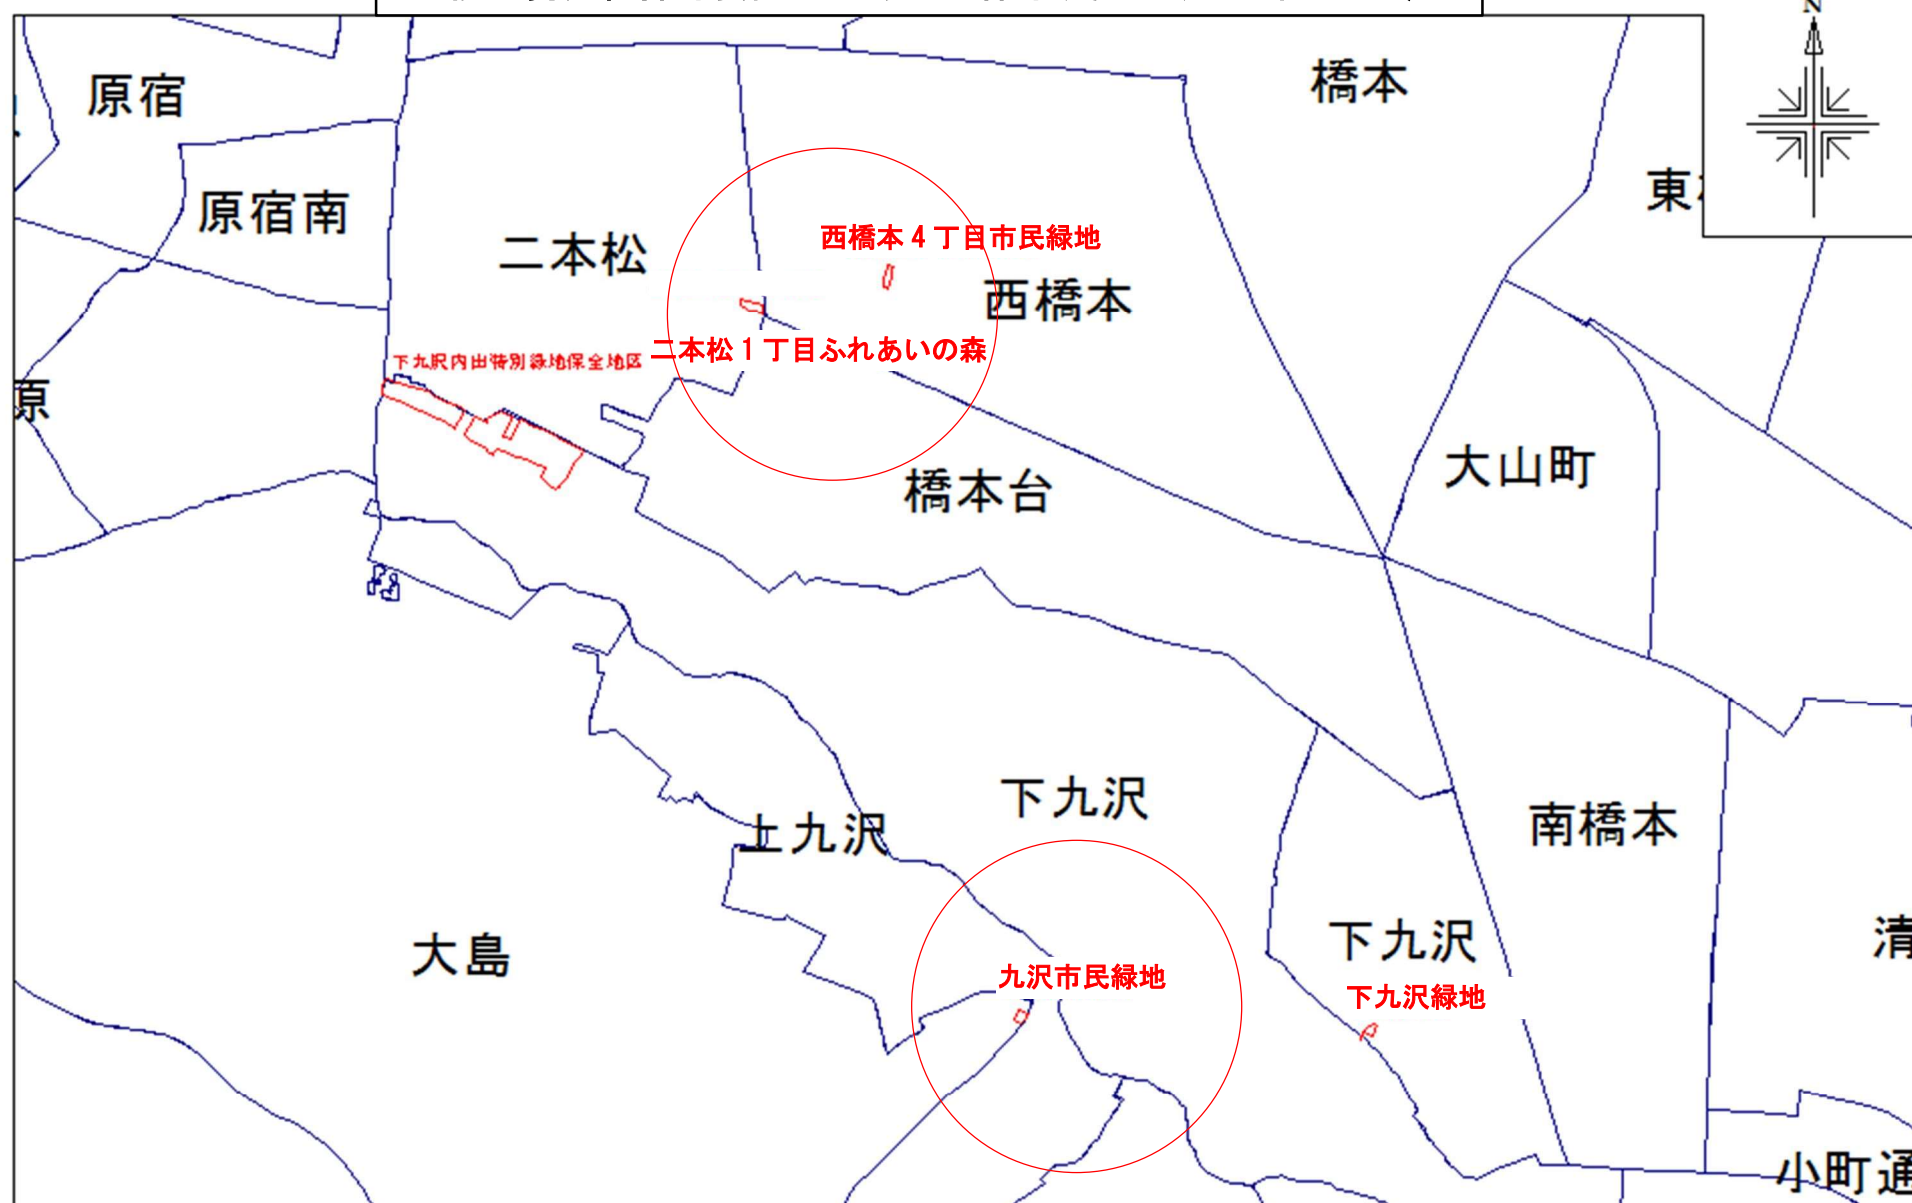 N
橋本
原宿
東
原宿南
西橋本4丁目市民緑地
二本松
西橋本
二本松1丁目ふれあいの森
下九沢内出特別緑地保全地区
原
大山町
橋本台
下九沢
南橋本
上九沢
下九沢
清
大島
九沢市民緑地
下九沢緑地
小町通